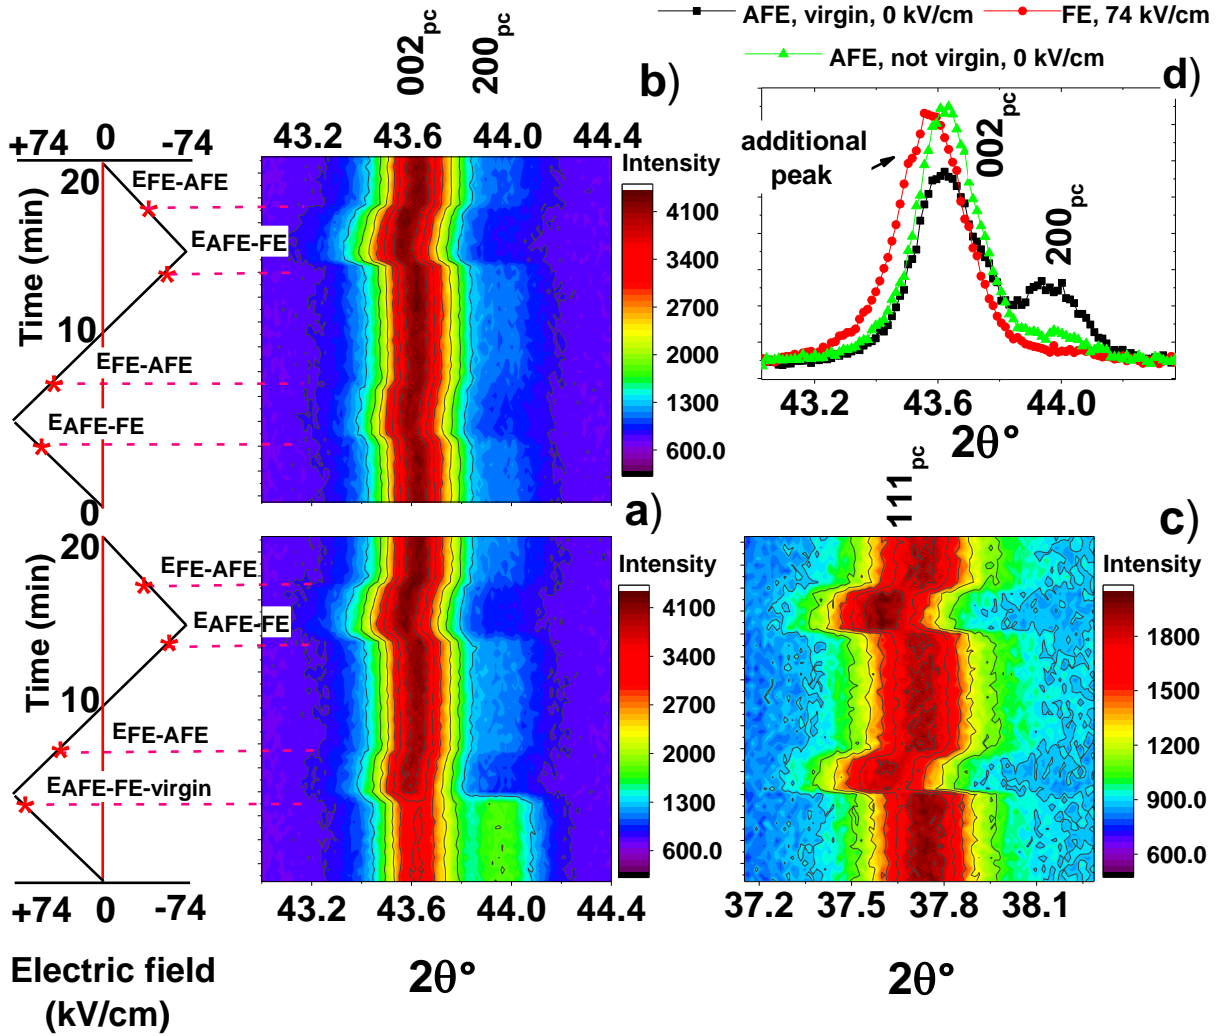 AFE, virgin, 0 kV/cm
FE, 74 kV/cm
AFE, not virgin, 0 kV/cm
002pc
200pc
b)
+74 0 -74
43.2 43.6 44.0 44.4
Time (min)
20
10
0
EFE-AFE
EAFE-FE
EFE-AFE
EAFE-FE
Intensity
4100
3400
2700
2000
1300
600.0
d)
additional
peak
002pc
200pc
43.2 43.6 44.0
2θ°
a)
Time (min)
20
10
EFE-AFE
EAFE-FE
EFE-AFE
EAFE-FE-virgin
+74 0 -74
Electric field
(kV/cm)
Intensity
4100
3400
2700
2000
1300
600.0
43.2 43.6 44.0 44.4
2θ°
111pc
c)
Intensity
1800
1500
1200
900.0
600.0
37.2 37.5 37.8 38.1
2θ°